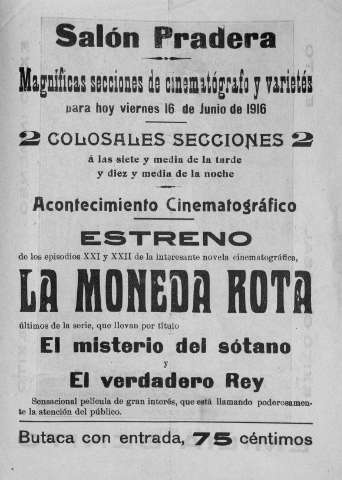 Salón Pradera
Magníficas secciones de cinematógrafo y varietés
para hoy viernes 16 de Junio de 1916
2 COLOSALES SECCIONES 2
á las siete y media de la tarde
y diez y media de la noche
Acontecimiento Cinematográfico
ESTRENO
de los episodios XXI y XXII de la interesante novela cinematográfica,
LA MONEDA ROTA
últimos de la serie, que llevan por título
El misterio del sótano
y
El verdadero Rey
Sensacional película de gran interés, que está llamando poderosamen-
te la atención del público.
Butaca con entrada, 75 céntimos